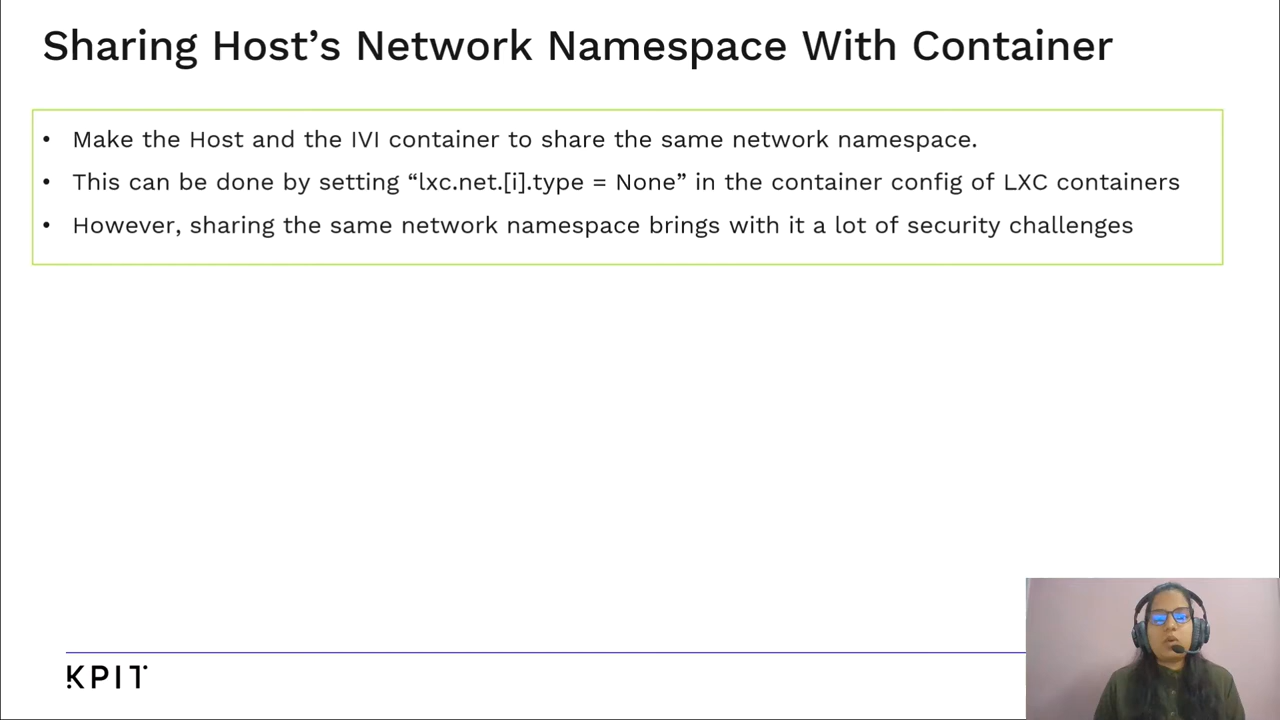 Sharing Host’s Network Namespace With Container
• Make the Host and the IVI container to share the same network namespace.
• This can be done by setting “lxc.net.[i].type = None” in the container config of LXC containers
• However, sharing the same network namespace brings with it a lot of security challenges
KPIT